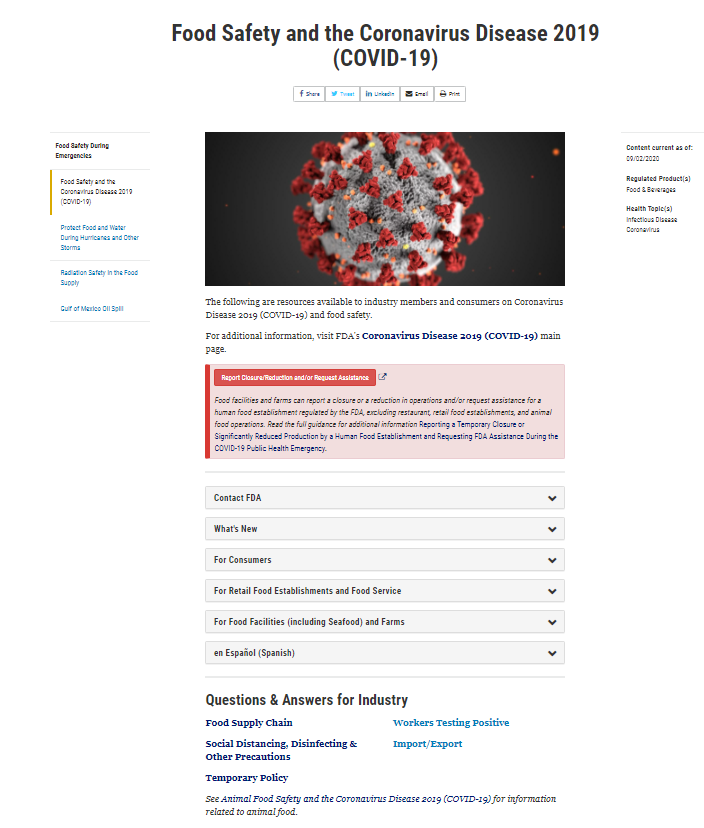 Food Safety and the Coronavirus Disease 2019
(COVID-19)
Share
Tweet
Linkedin
Email
Print
Food Safety During
Emergencies
Food Safety and the
Coronavirus Disease 2019
(COVID-19)
Protect Food and Water
During Hurricanes and Other
Storms
Radiation Safety in the Food
Supply
Gulf of Mexico Oil Spill
Content current as of:
09/02/2020
Regulated Product(s)
Food & Beverages
Health Topic(s)
Infectious Disease
Coronavirus
The following are resources available to industry members and consumers on Coronavirus
Disease 2019 (COVID-19) and food safety.
For additional information, visit FDA's Coronavirus Disease 2019 (COVID-19) main
page.
Report Closure/Reduction and/or Request Assistance
Food facilities and farms can report a closure or a reduction in operations and/or request assistance for a
human food establishment regulated by the FDA, excluding restaurant, retail food establishments, and animal
food operations. Read the full guidance for additional information Reporting a Temporary Closure or
Significantly Reduced Production by a Human Food Establishment and Requesting FDA Assistance During the
COVID-19 Public Health Emergency.
Contact FDA
What's New
For Consumers
For Retail Food Establishments and Food Service
For Food Facilities (including Seafood) and Farms
en Español (Spanish)
Questions & Answers for Industry
Food Supply Chain
Workers Testing Positive
Social Distancing, Disinfecting &
Other Precautions
Import/Export
Temporary Policy
See Animal Food Safety and the Coronavirus Disease 2019 (COVID-19) for information
related to animal food.